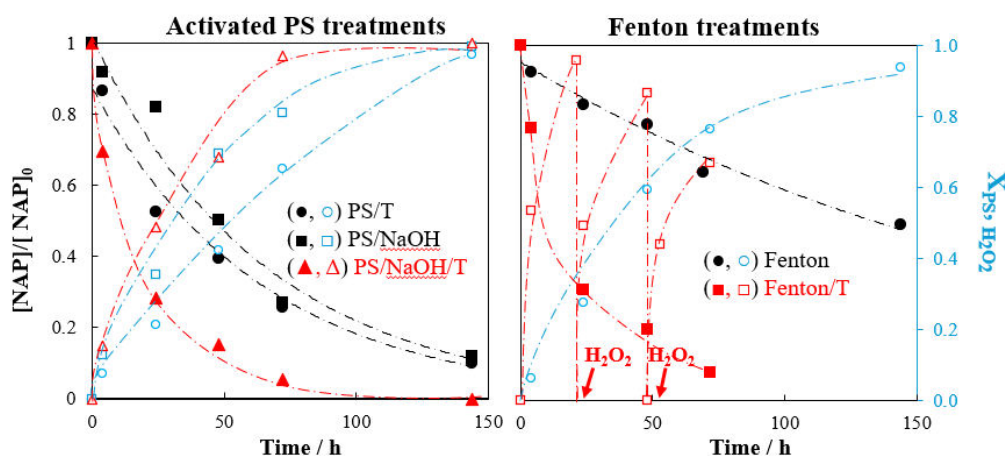 Activated PS treatments
Fenton treatments
1
0.8
0.6
0.4
0.2
0
[NAP]/[ NAP]0
(●, ○) PS/T
(■, □) PS/NaOH
(▲, △) PS/NaOH/T
0
50
100
150
Time / h
(●, ○) Fenton
(■, □) Fenton/T
H2O2
H2O2
0
50
100
150
Time / h
1.0
0.8
0.6
0.4
0.2
0.0
XPS, H2O2